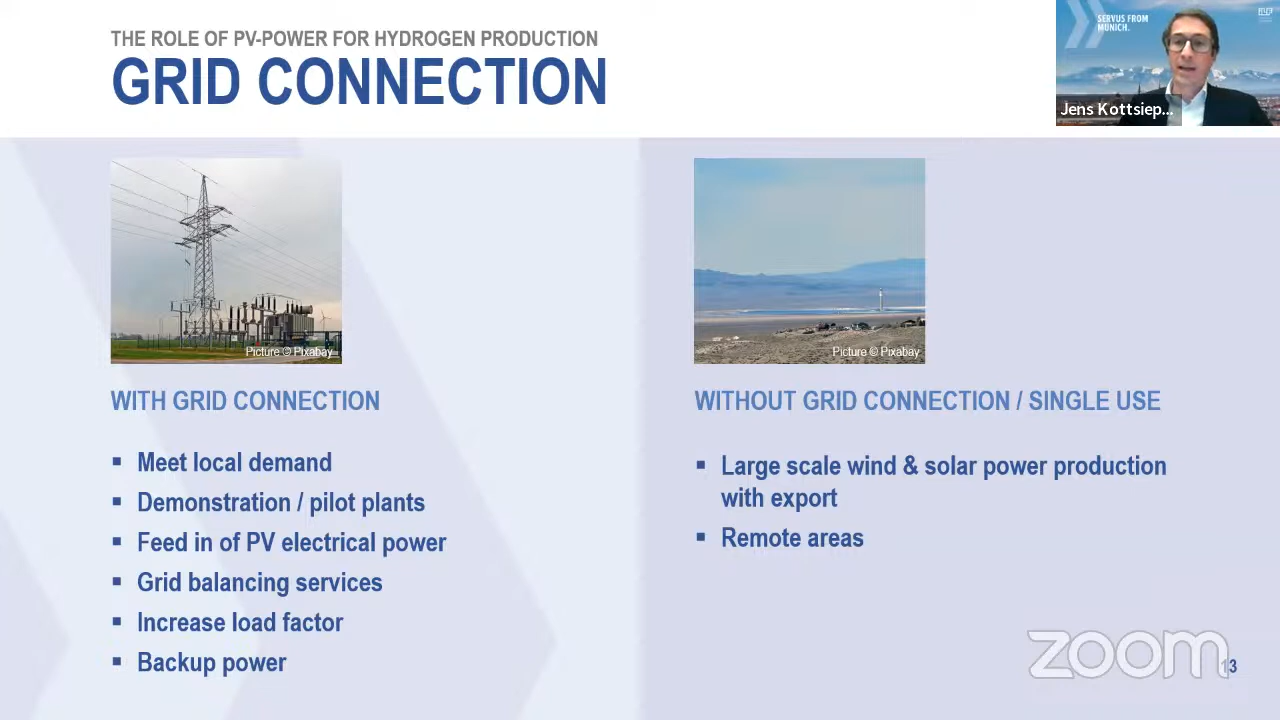 THE ROLE OF PV-POWER FOR HYDROGEN PRODUCTION
GRID CONNECTION
SERVUS FROM
MUNICH.
Jens Kottsiep...
Picture © Pixabay
Picture © Pixabay
WITH GRID CONNECTION
▪ Meet local demand
▪ Demonstration / pilot plants
▪ Feed in of PV electrical power
▪ Grid balancing services
▪ Increase load factor
▪ Backup power
WITHOUT GRID CONNECTION / SINGLE USE
▪ Large scale wind & solar power production
with export
▪ Remote areas
zoom
13